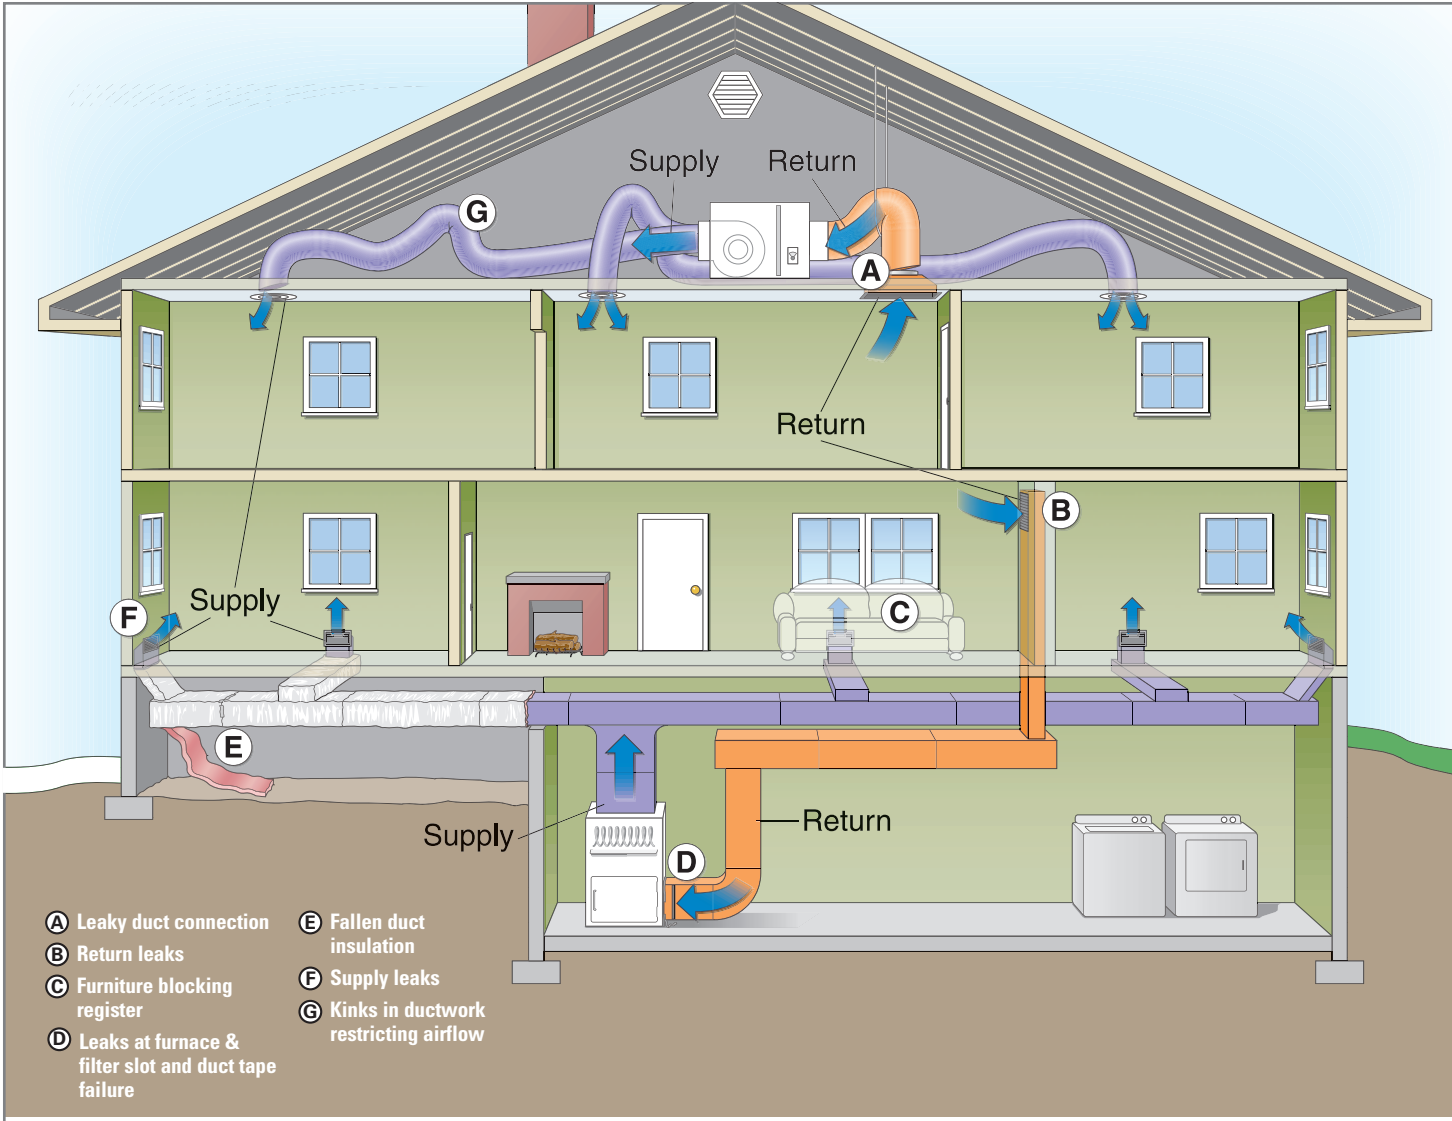 Supply
Return
G
A
Return
B
Supply
F
C
E
Supply
Return
D
A Leaky duct connection
B Return leaks
C Furniture blocking
register
D Leaks at furnace &
filter slot and duct tape
failure
E Fallen duct
insulation
F Supply leaks
G Kinks in ductwork
restricting airflow